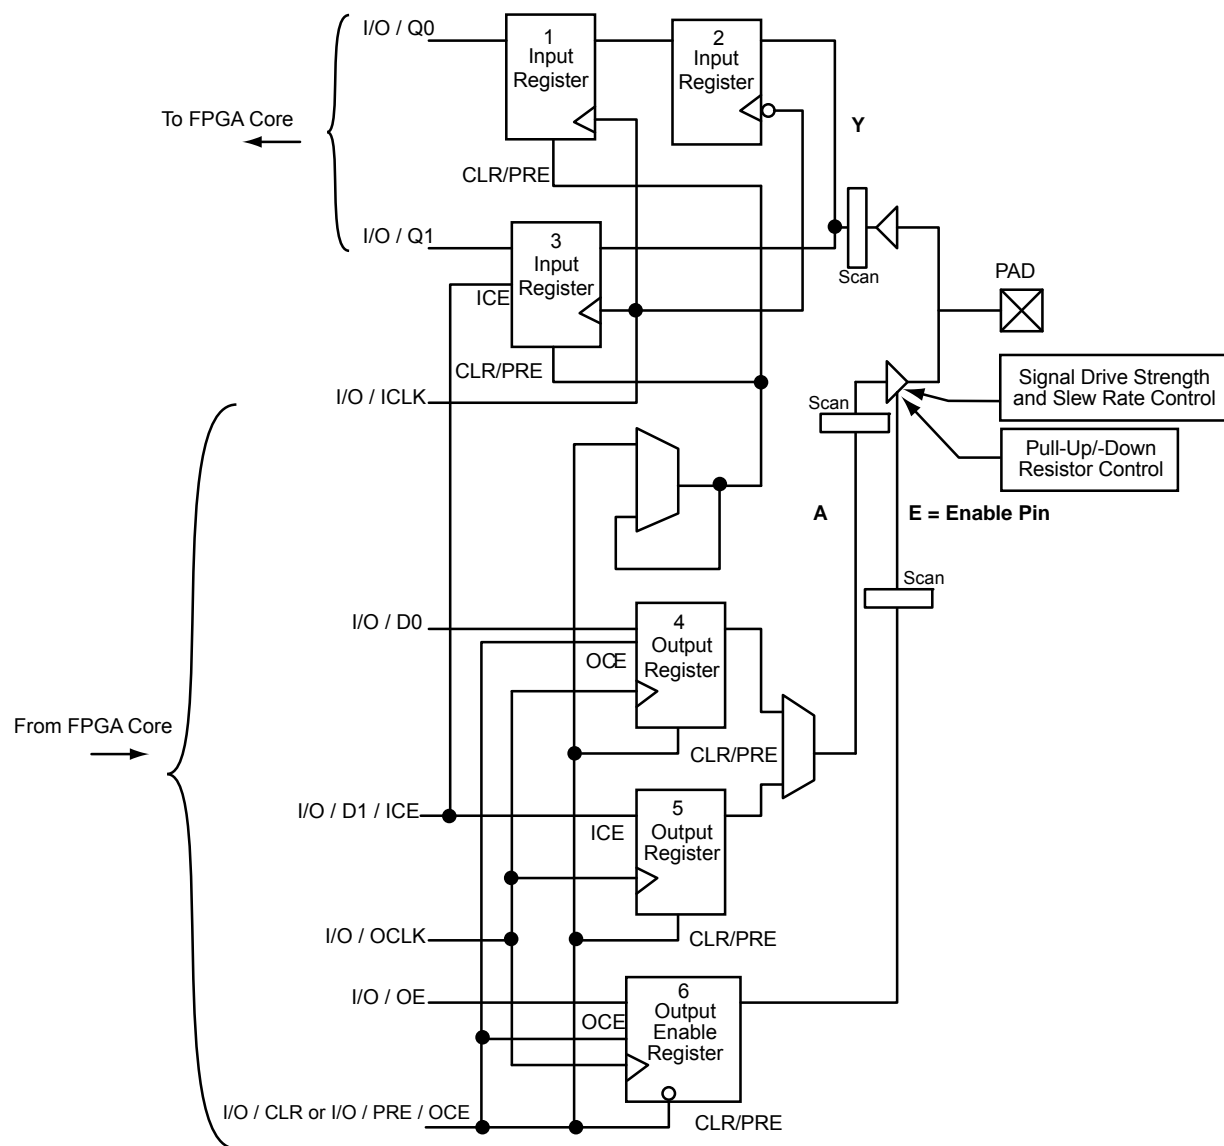 I/O / Q0
1
Input
Register
2
Input
Register
To FPGA Core
Y
CLR/PRE
I/O / Q1
3
Input
Register
ICE
Scan
PAD
CLR/PRE
I/O / ICLK
Signal Drive Strength
and Slew Rate Control
Scan
Pull-Up/-Down
Resistor Control
A
E = Enable Pin
Scan
I/O / D0
4
Output
Register
OCE
From FPGA Core
CLR/PRE
I/O / D1 / ICE
5
Output
Register
ICE
I/O / OCLK
CLR/PRE
I/O / OE
6
Output
Enable
Register
OCE
I/O / CLR or I/O / PRE / OCE
CLR/PRE